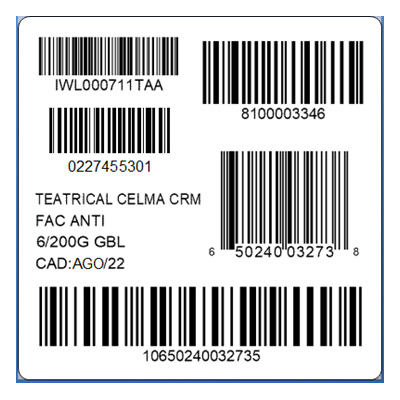 IWL000711TAA
8100003346
0227455301
TEATRICAL CELMA CRM
FAC ANTI
6/200G GBL
CAD:AGO/22
6 50240 03273 8
10650240032735